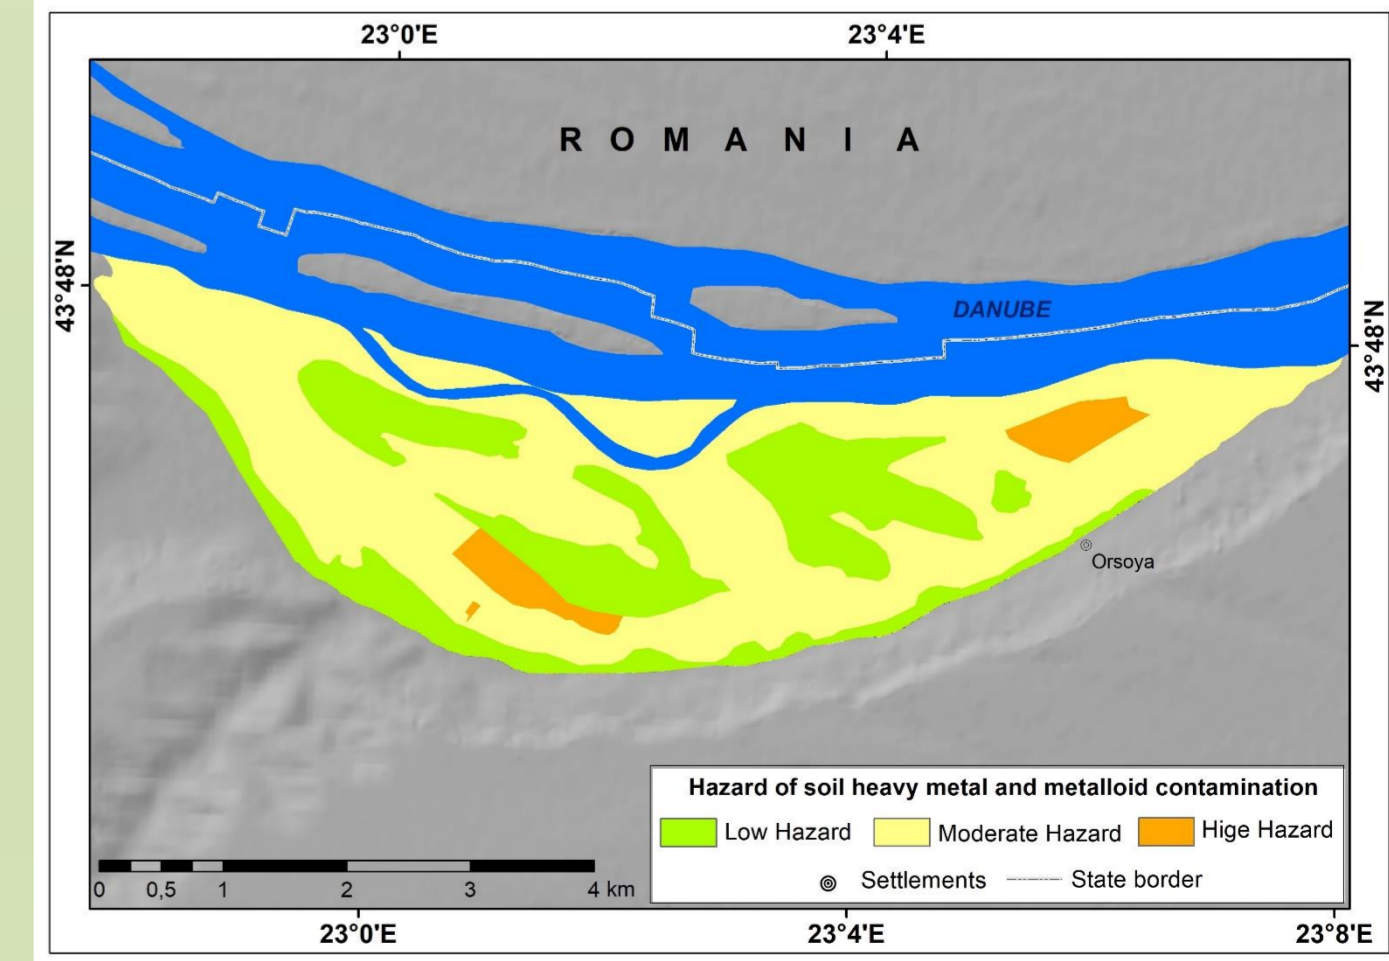 23°0'E 23°4'E
R O M A N I A
43°48'N
DANUBE
43°48'N
Orsoya
Hazard of soil heavy metal and metalloid contamination
Low Hazard Moderate Hazard Hige Hazard
Settlements State border
0 0,5 1 2 3 4 km
23°0'E 23°4'E 23°8'E